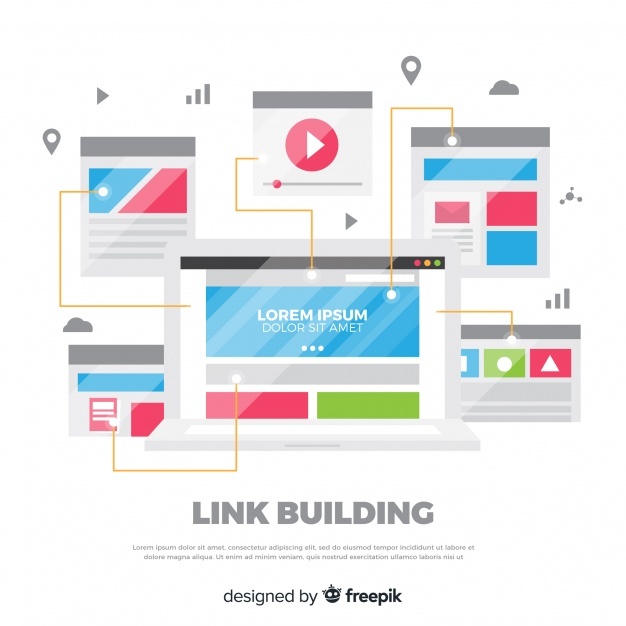 LOREM IPSUM
DOLOR SIT AMET
LINK BUILDING
Lorem ipsum dolor sit amet, consectetur adipiscing elit, sed do eiusmod tempor incididunt ut labore et
dolore magna aliqua. Ut enim ad minim veniam, quis nostrud exercitation ullamco laboris nisi ut
designed by freepik